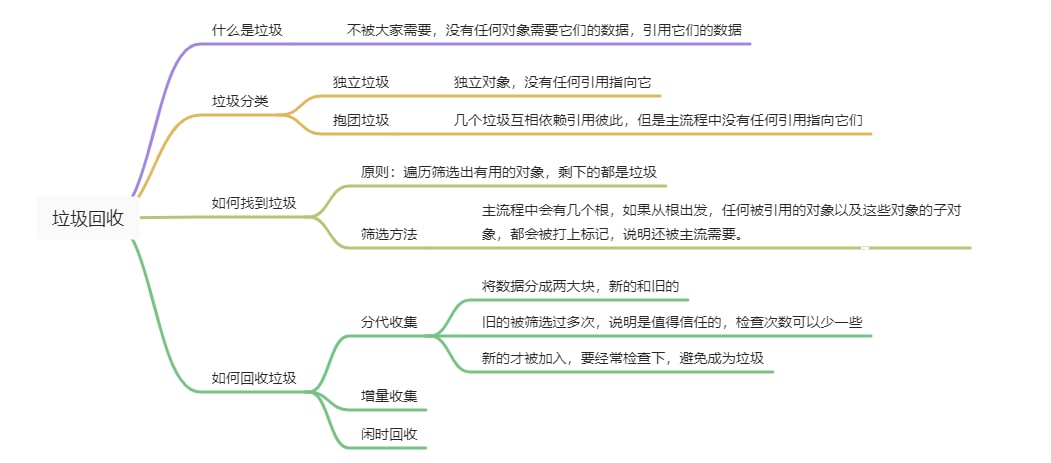 垃圾回收
什么是垃圾
不被大家需要，没有任何对象需要它们的数据，引用它们的数据
垃圾分类
独立垃圾
独立对象，没有任何引用指向它
抱团垃圾
几个垃圾互相依赖引用彼此，但是主流程中没有任何引用指向它们
如何找到垃圾
原则：遍历筛选出有用的对象，剩下的都是垃圾
筛选方法
主流程中会有几个根，如果从根出发，任何被引用的对象以及这些对象的子对
象，都会被打上标记，说明还被主流需要。
如何回收垃圾
分代收集
将数据分成两大块，新的和旧的
旧的被筛选过多次，说明是值得信任的，检查次数可以少一些
新的才被加入，要经常检查下，避免成为垃圾
增量收集
闲时回收